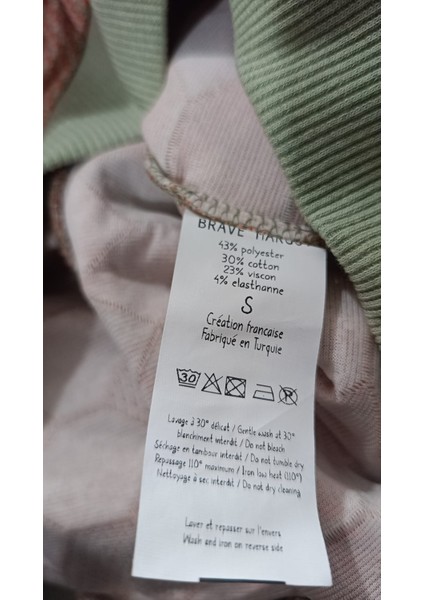 BRAVE
43% polyester
30% cotton
23% viscon
4% elasthanne
S
Création francaise
Fabriqué en Turquie
30
Lavage à 30° délicat / Gentle wash at 30°
blanchiment interdit / Do not bleach
Séchage en tambour interdit / Do not tumble dry
Repassage 110° maximum / Iron low heat (110°)
Nettoyage à sec interdit / Do not dry cleaning
Laver et repasser sur l'envers
Wash and iron on reverse side